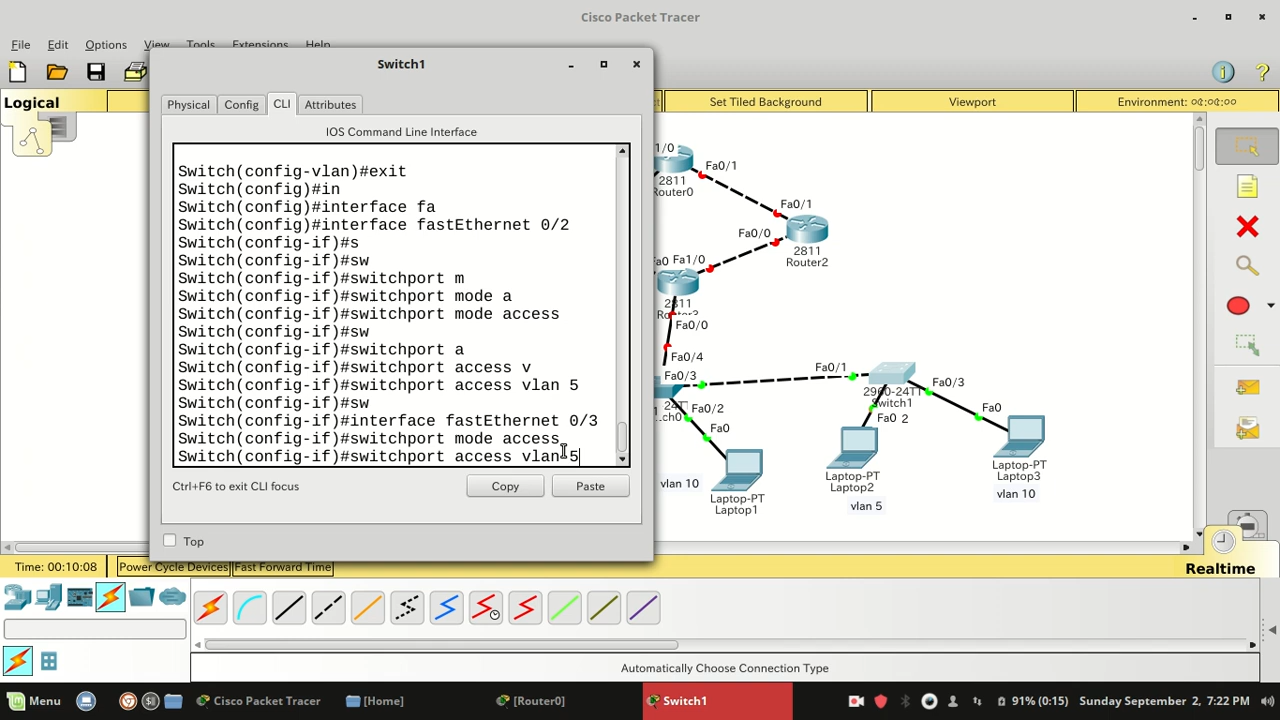 Cisco Packet Tracer
File Edit Options View Tools Extensions Help
Logical
Set Tiled Background
Viewport
Environment: 04:04:00
Switch1
Physical Config CLI Attributes
IOS Command Line Interface
Switch(config-vlan)#exit
Switch(config)#in
Switch(config)#interface fa
Switch(config)#interface fastEthernet 0/2
Switch(config-if)#s
Switch(config-if)#sw
Switch(config-if)#switchport m
Switch(config-if)#switchport mode a
Switch(config-if)#switchport mode access
Switch(config-if)#sw
Switch(config-if)#switchport a
Switch(config-if)#switchport access v
Switch(config-if)#switchport access vlan 5
Switch(config-if)#sw
Switch(config-if)#interface fastEthernet 0/3
Switch(config-if)#switchport mode access
Switch(config-if)#switchport access vlan 5
Ctrl+F6 to exit CLI focus
Copy
Paste
Top
1/0
Fa0/1
2811
Router0
Fa0/1
Fa0/0
2811
Router2
Fa0 Fa1/0
Fa0/0
Fa0/4
Fa0/3
Fa0/2
Fa0
Fa0/1
2960-24TT
Switch1
Fa0/3
Fa0 2
Fa0
vlan 10
Laptop-PT
Laptop1
Laptop-PT
Laptop2
vlan 5
Laptop-PT
Laptop3
vlan 10
Time: 00:10:08
Power Cycle Devices
Fast Forward Time
Realtime
Automatically Choose Connection Type
Menu
Cisco Packet Tracer
[Home]
[Router0]
Switch1
91% (0:15)
Sunday September 2, 7:22 PM